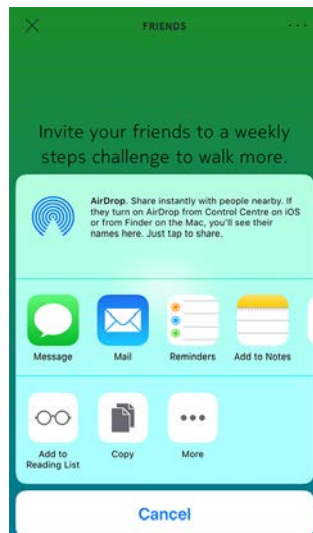 FRIENDS
Invite your friends to a weekly
steps challenge to walk more.
AirDrop. Share instantly with people nearby. If
they turn on AirDrop from Control Centre on iOS
or from Finder on the Mac, you'll see their
names here. Just tap to share.
Message Mail Reminders Add to Notes
Add to Copy More
Reading List
Cancel